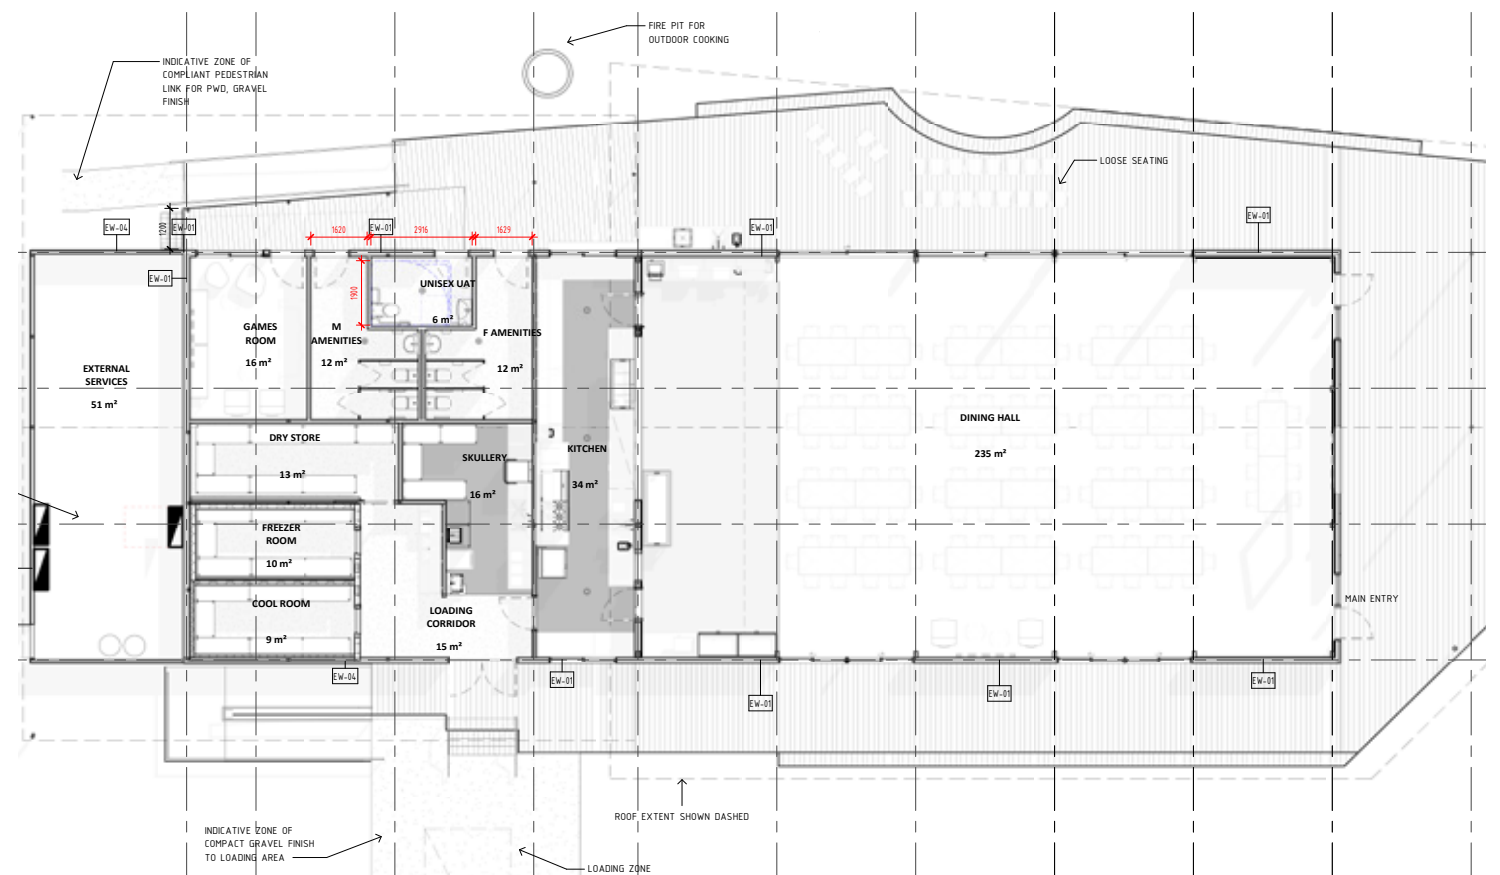 FIRE PIT FOR
OUTDOOR COOKING
INDICATIVE ZONE OF
COMPLIANT PEDESTRIAN
LINK FOR PWD, GRAVEL
FINISH
LOOSE SEATING
EW-04
EW-01
1200
1620
EW-01
2916
1629
EW-01
EW-01
EW-01
1900
UNISEX UAT
6 m²
GAMES
ROOM
16 m²
M
AMENITIES
12 m²
F AMENITIES
12 m²
EXTERNAL
SERVICES
51 m²
DRY STORE
13 m²
SKULLERY
16 m²
KITCHEN
34 m²
DINING HALL
235 m²
FREEZER
ROOM
10 m²
COOL ROOM
9 m²
LOADING
CORRIDOR
15 m²
MAIN ENTRY
EW-04
EW-01
EW-01
EW-01
EW-01
ROOF EXTENT SHOWN DASHED
INDICATIVE ZONE OF
COMPACT GRAVEL FINISH
TO LOADING AREA
LOADING ZONE